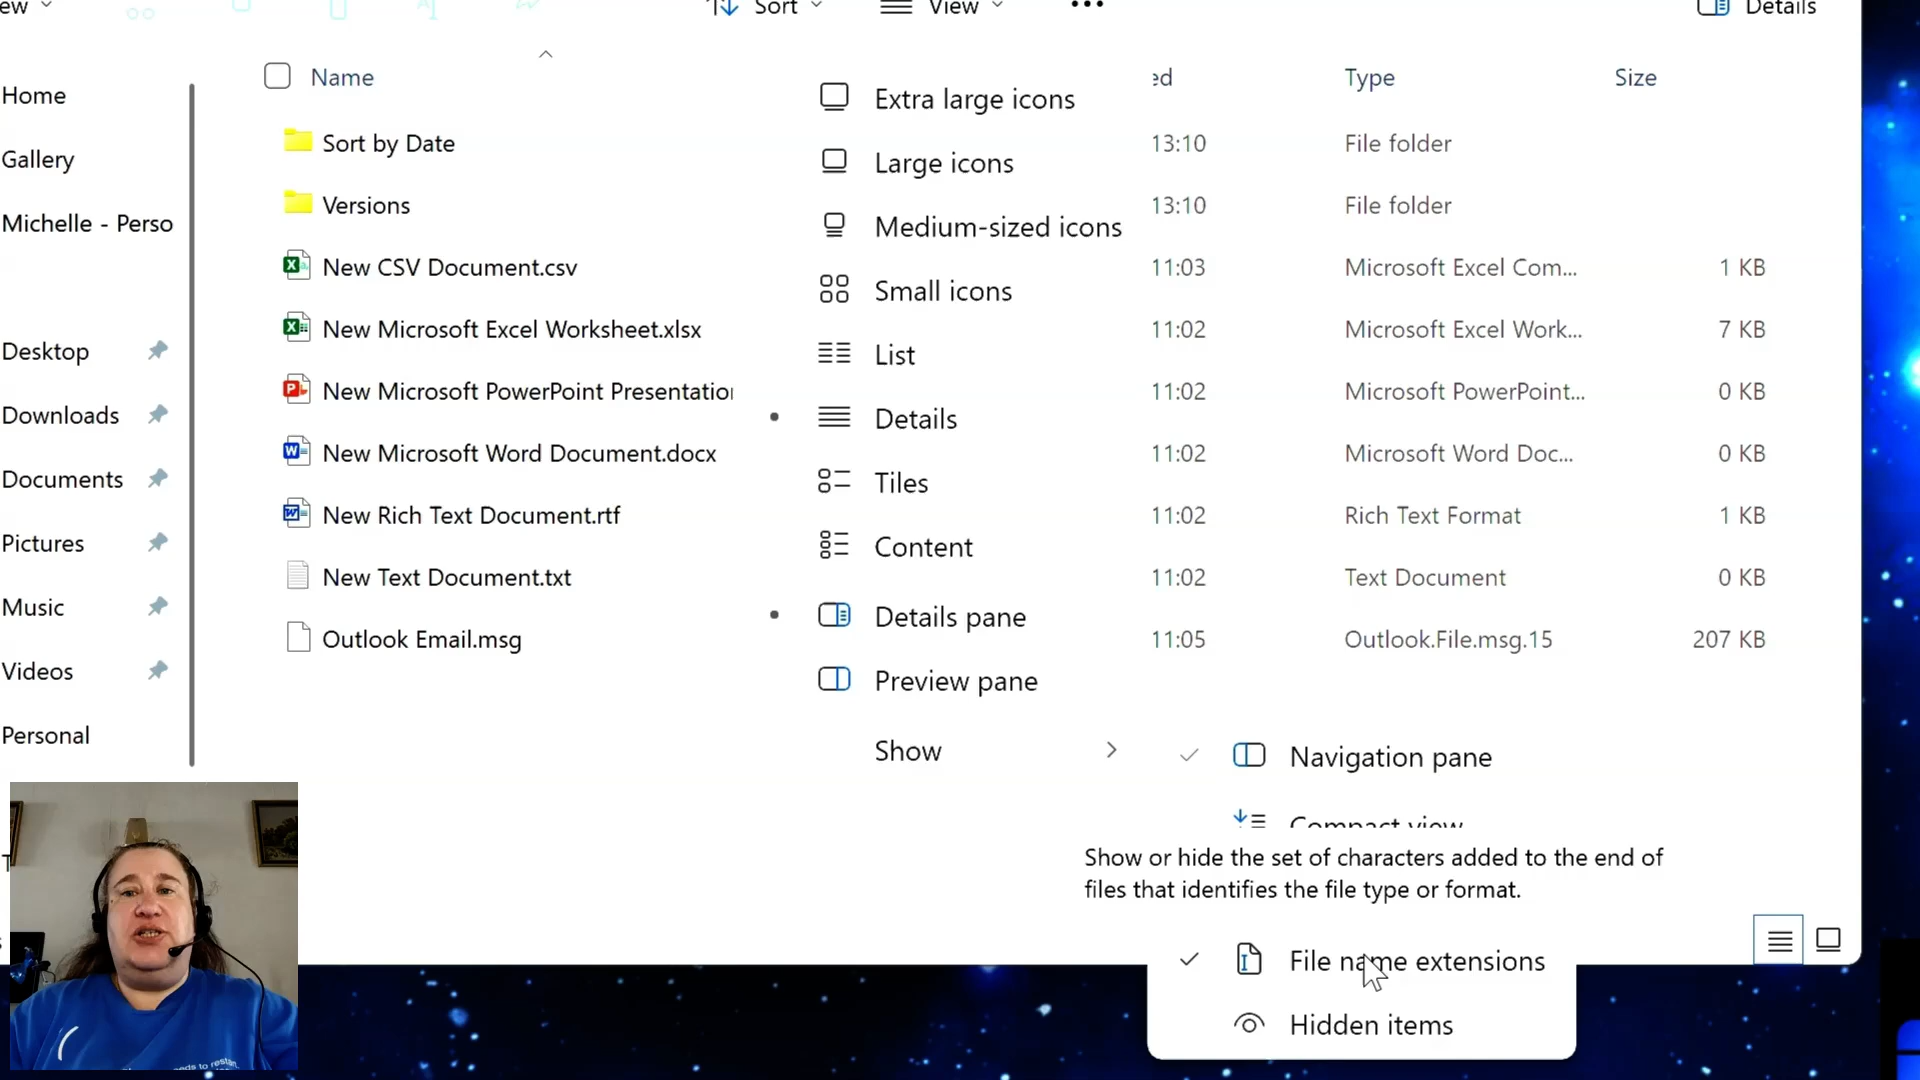 ew
Sort
View
Details
Name
ed
Type
Size
Home
Gallery
Michelle - Perso
Desktop
Downloads
Documents
Pictures
Music
Videos
Personal
Sort by Date
13:10
File folder
Versions
13:10
File folder
New CSV Document.csv
11:03
Microsoft Excel Com...
1 KB
New Microsoft Excel Worksheet.xlsx
11:02
Microsoft Excel Work...
7 KB
New Microsoft PowerPoint Presentation
11:02
Microsoft PowerPoint...
0 KB
New Microsoft Word Document.docx
11:02
Microsoft Word Doc...
0 KB
New Rich Text Document.rtf
11:02
Rich Text Format
1 KB
New Text Document.txt
11:02
Text Document
0 KB
Outlook Email.msg
11:05
Outlook.File.msg.15
207 KB
Extra large icons
Large icons
Medium-sized icons
Small icons
List
Details
Tiles
Content
Details pane
Preview pane
Show
Navigation pane
Compact view
Show or hide the set of characters added to the end of
files that identifies the file type or format.
File name extensions
Hidden items